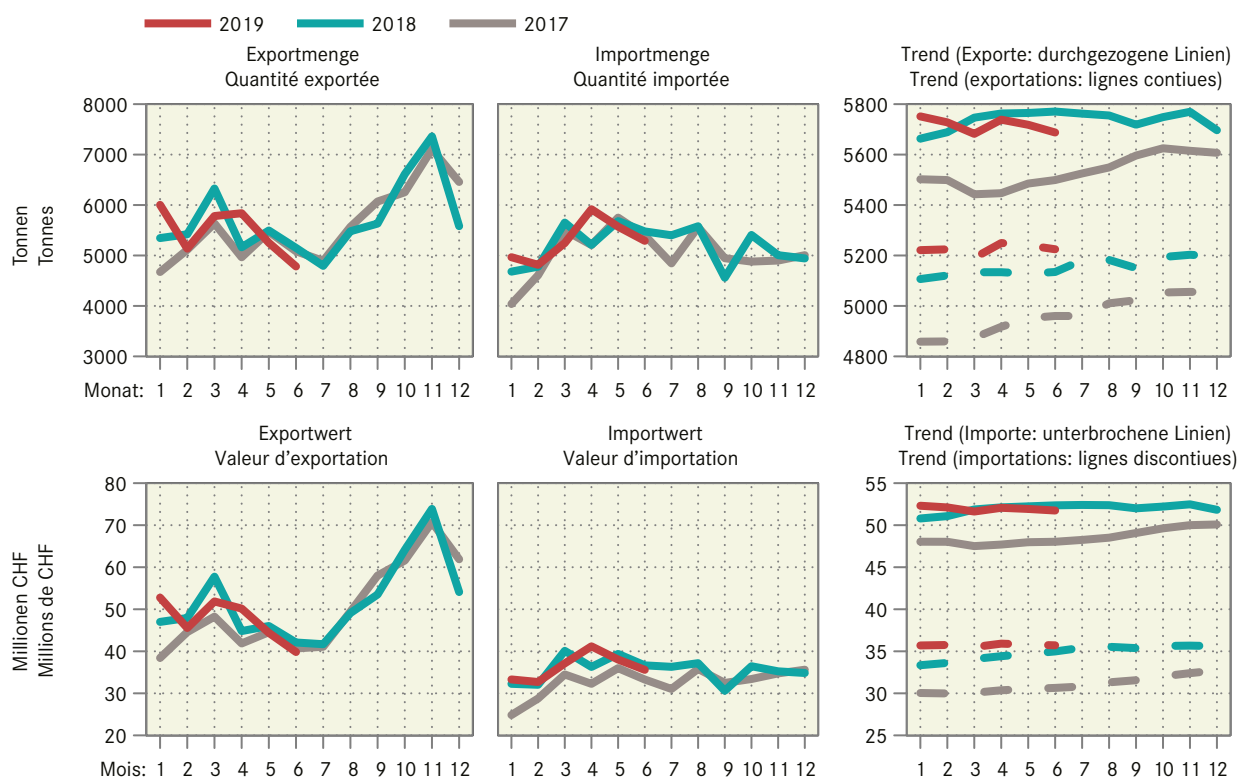 2019 2018 2017
Exportmenge
Quantité exportée
Importmenge
Quantité importée
Trend (Exporte: durchgezogene Linien)
Trend (exportations: lignes contiues)
Tonnen
Tonnes
8000
7000
6000
5000
4000
3000
5800
5600
5400
5200
5000
4800
Monat: 1 2 3 4 5 6 7 8 9 10 11 12
1 2 3 4 5 6 7 8 9 10 11 12
1 2 3 4 5 6 7 8 9 10 11 12
Exportwert
Valeur d'exportation
Importwert
Valeur d'importation
Trend (Importe: unterbrochene Linien)
Trend (importations: lignes discontiues)
Millionen CHF
Millions de CHF
80
70
60
50
40
30
20
55
50
45
40
35
30
25
Mois: 1 2 3 4 5 6 7 8 9 10 11 12
1 2 3 4 5 6 7 8 9 10 11 12
1 2 3 4 5 6 7 8 9 10 11 12